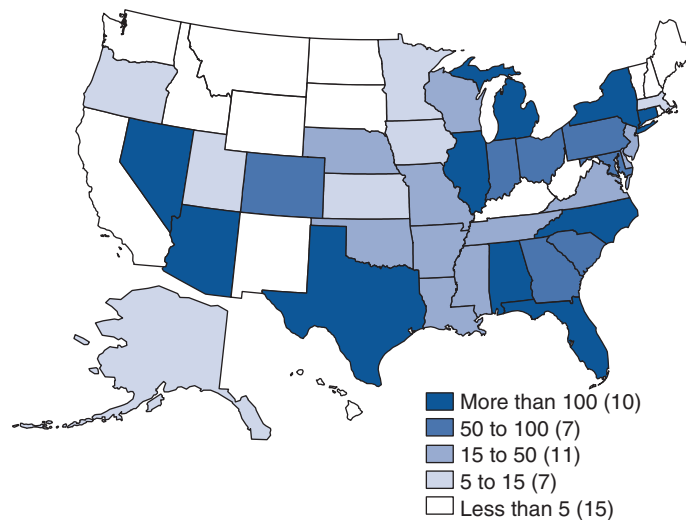 More than 100 (10)
50 to 100 (7)
15 to 50 (11)
5 to 15 (7)
Less than 5 (15)